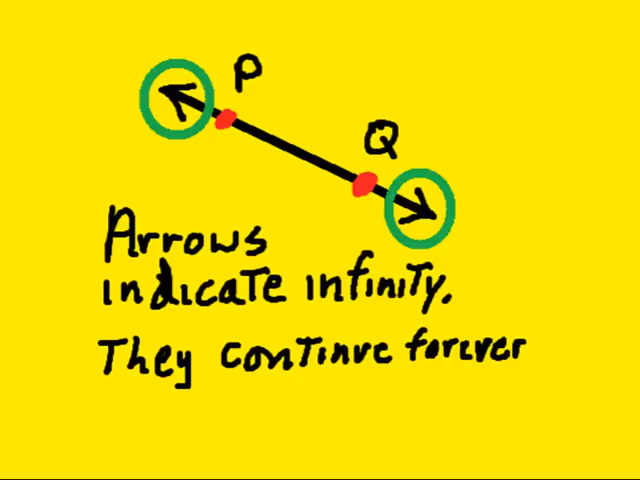 P
Q
Arrows
indicate infinity.
They continue forever